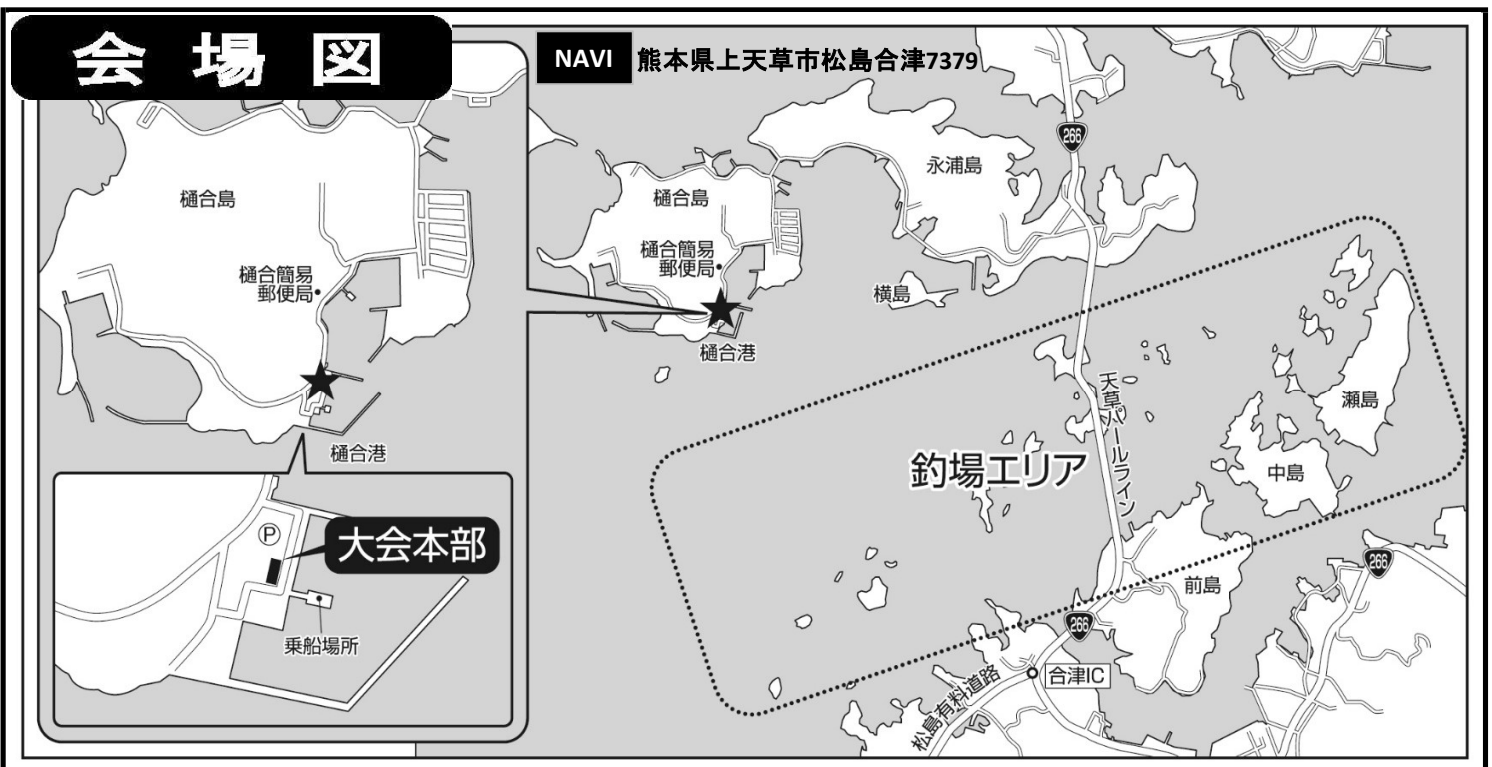 会場図
NAVI 熊本県上天草市松島合津7379
樋合島
樋合簡易
郵便局
樋合港
P
大会本部
乗船場所
樋合島
樋合簡易
郵便局
樋合港
永浦島
横島
266
天草パールライン
釣場エリア
瀬島
中島
前島
266
266
合津IC
松島有料道路